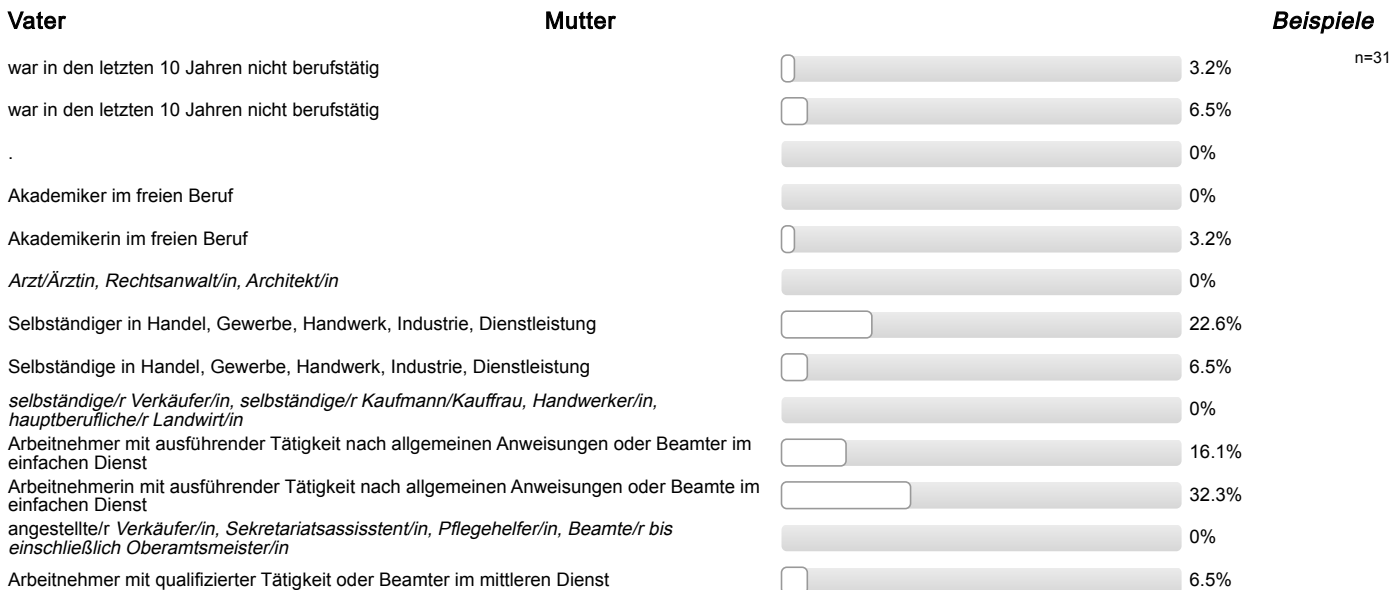 Vater Mutter Beispiele
n=31
war in den letzten 10 Jahren nicht berufstätig 3.2%
war in den letzten 10 Jahren nicht berufstätig 6.5%
. 0%
Akademiker im freien Beruf 0%
Akademikerin im freien Beruf 3.2%
Arzt/Ärztin, Rechtsanwalt/in, Architekt/in 0%
Selbständiger in Handel, Gewerbe, Handwerk, Industrie, Dienstleistung 22.6%
Selbständige in Handel, Gewerbe, Handwerk, Industrie, Dienstleistung 6.5%
selbständige/r Verkäufer/in, selbständige/r Kaufmann/Kauffrau, Handwerker/in,
hauptberufliche/r Landwirt/in 0%
Arbeitnehmer mit ausführender Tätigkeit nach allgemeinen Anweisungen oder Beamter im
einfachen Dienst 16.1%
Arbeitnehmerin mit ausführender Tätigkeit nach allgemeinen Anweisungen oder Beamte im
einfachen Dienst 32.3%
angestellte/r Verkäufer/in, Sekretariatsassisstent/in, Pflegehelfer/in, Beamte/r bis
einschließlich Oberamtsmeister/in 0%
Arbeitnehmer mit qualifizierter Tätigkeit oder Beamter im mittleren Dienst 6.5%